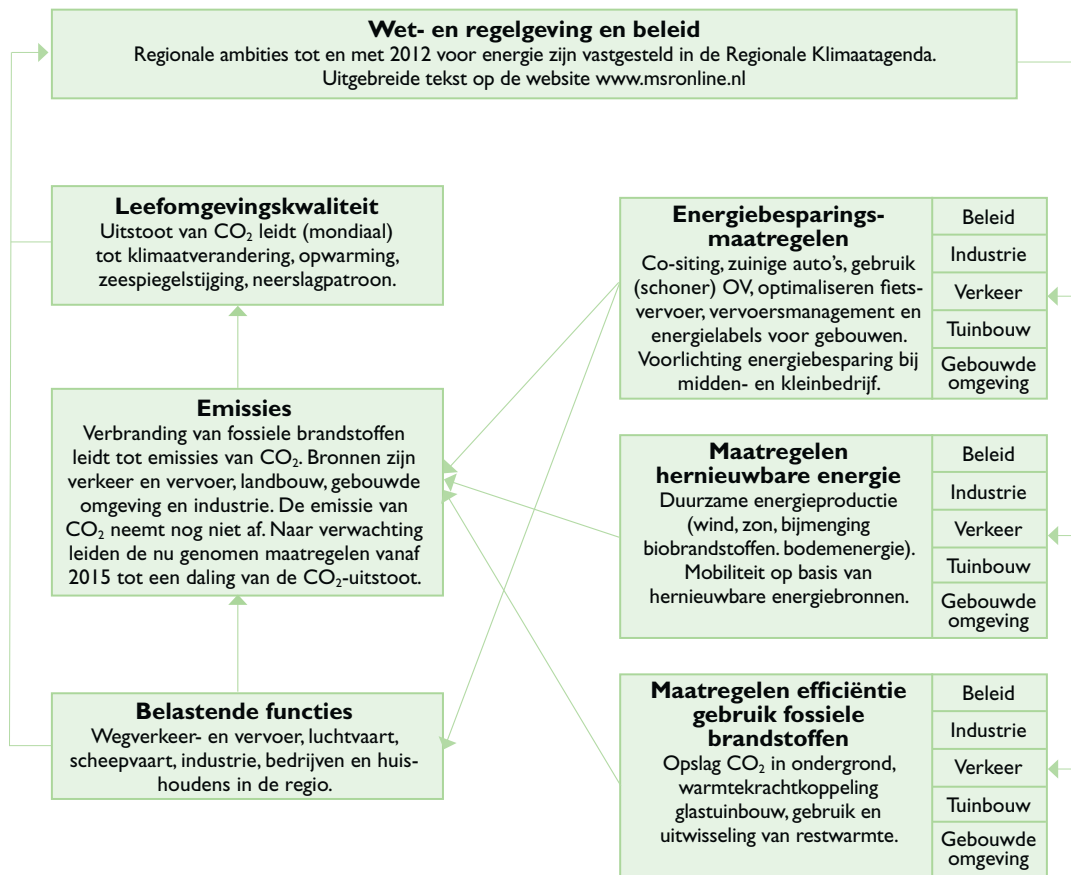 Wet- en regelgeving en beleid
Regionale ambities tot en met 2012 voor energie zijn vastgesteld in de Regionale Klimaatagenda.
Uitgebreide tekst op de website www.msronline.nl
Leefomgevingskwaliteit
Uitstoot van CO₂ leidt (mondiaal)
tot klimaatverandering, opwarming,
zeespiegelstijging, neerslagpatroon.
Emissies
Verbranding van fossiele brandstoffen
leidt tot emissies van CO₂. Bronnen zijn
verkeer en vervoer, landbouw, gebouwde
omgeving en industrie. De emissie van
CO₂ neemt nog niet af. Naar verwachting
leiden de nu genomen maatregelen vanaf
2015 tot een daling van de CO₂-uitstoot.
Belastende functies
Wegverkeer- en vervoer, luchtvaart,
scheepvaart, industrie, bedrijven en huis-
houdens in de regio.
Energiebesparings-
maatregelen
Co-siting, zuinige auto's, gebruik
(schoner) OV, optimaliseren fiets-
vervoer, vervoersmanagement en
energielabels voor gebouwen.
Voorlichting energiebesparing bij
midden- en kleinbedrijf.
Beleid
Industrie
Verkeer
Tuinbouw
Gebouwde
omgeving
Maatregelen
hernieuwbare energie
Duurzame energieproductie
(wind, zon, bijmenging
biobrandstoffen. bodemenergie).
Mobiliteit op basis van
hernieuwbare energiebronnen.
Beleid
Industrie
Verkeer
Tuinbouw
Gebouwde
omgeving
Maatregelen efficiëntie
gebruik fossiele
brandstoffen
Opslag CO₂ in ondergrond,
warmtekrachtkoppeling
glastuinbouw, gebruik en
uitwisseling van restwarmte.
Beleid
Industrie
Verkeer
Tuinbouw
Gebouwde
omgeving